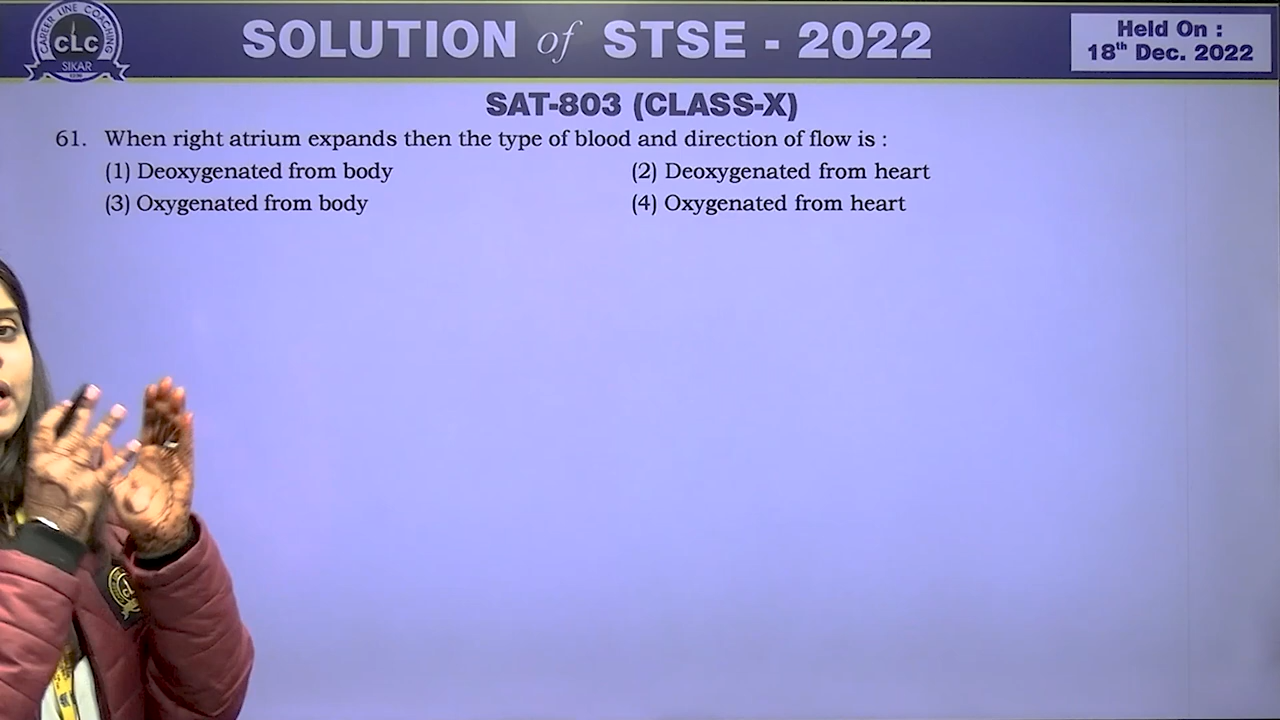 CAREER LINE COACHING
CLC
SIKAR
SOLUTION of STSE - 2022
Held On :
18th Dec. 2022
SAT-803 (CLASS-X)
61. When right atrium expands then the type of blood and direction of flow is :
(1) Deoxygenated from body (2) Deoxygenated from heart
(3) Oxygenated from body (4) Oxygenated from heart